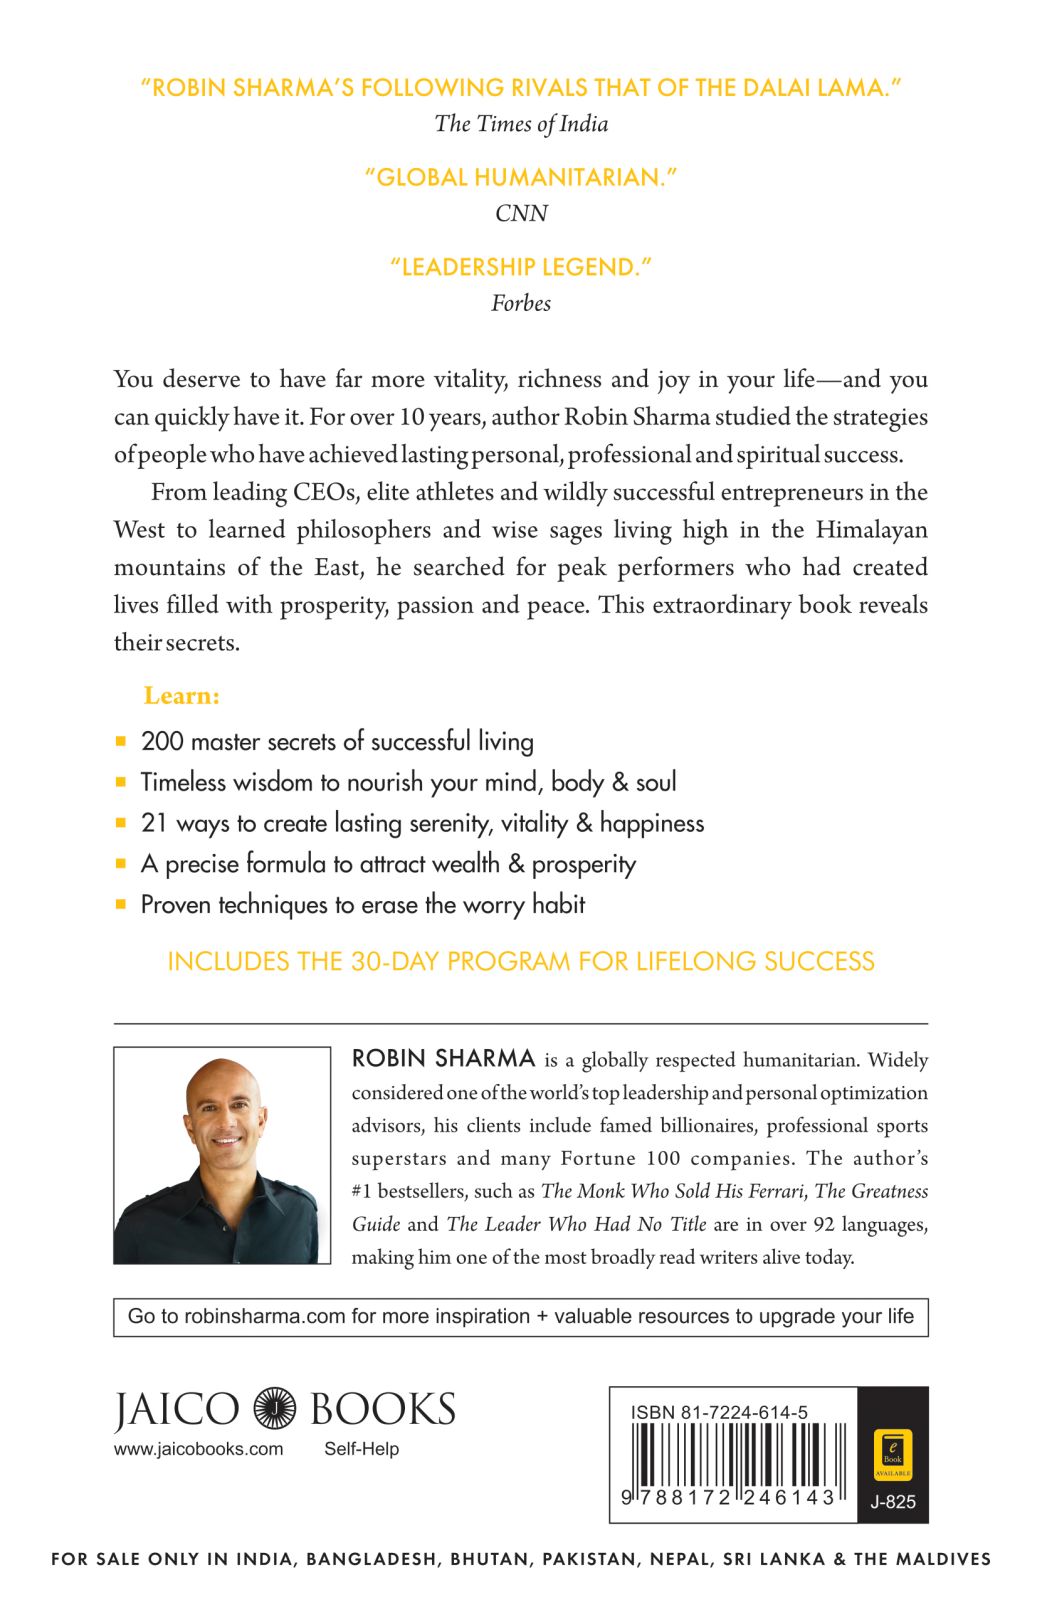 “ROBIN SHARMA’S FOLLOWING RIVALS THAT OF THE DALAI LAMA.”
The Times of India
“GLOBAL HUMANITARIAN.”
CNN
“LEADERSHIP LEGEND.”
Forbes
You deserve to have far more vitality, richness and joy in your life—and you
can quickly have it. For over 10 years, author Robin Sharma studied the strategies
of people who have achieved lasting personal, professional and spiritual success.
From leading CEOs, elite athletes and wildly successful entrepreneurs in the
West to learned philosophers and wise sages living high in the Himalayan
mountains of the East, he searched for peak performers who had created
lives filled with prosperity, passion and peace. This extraordinary book reveals
their secrets.
Learn:
200 master secrets of successful living
Timeless wisdom to nourish your mind, body & soul
21 ways to create lasting serenity, vitality & happiness
A precise formula to attract wealth & prosperity
Proven techniques to erase the worry habit
INCLUDES THE 30-DAY PROGRAM FOR LIFELONG SUCCESS
ROBIN SHARMA is a globally respected humanitarian. Widely
considered one of the world’s top leadership and personal optimization
advisors, his clients include famed billionaires, professional sports
superstars and many Fortune 100 companies. The author’s
#1 bestsellers, such as The Monk Who Sold His Ferrari, The Greatness
Guide and The Leader Who Had No Title are in over 92 languages,
making him one of the most broadly read writers alive today.
Go to robinsharma.com for more inspiration + valuable resources to upgrade your life
JAICO J BOOKS
www.jaicobooks.com Self-Help
ISBN 81-7224-614-5
9 788172 246143
e
Book
AVAILABLE
J-825
FOR SALE ONLY IN INDIA, BANGLADESH, BHUTAN, PAKISTAN, NEPAL, SRI LANKA & THE MALDIVES